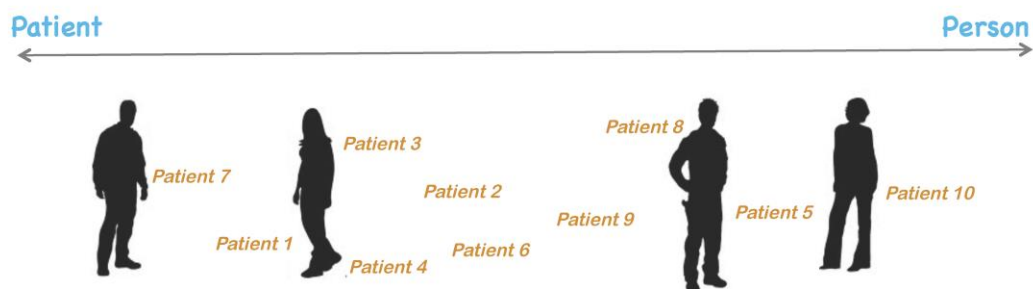 Patient
Person
Patient 8
Patient 3
Patient 7
Patient 2
Patient 10
Patient 5
Patient 9
Patient 1
Patient 6
Patient 4